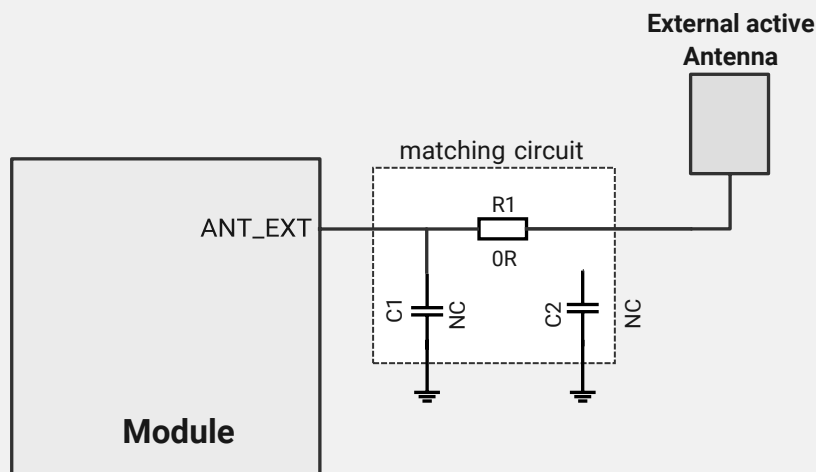 External active
Antenna
matching circuit
ANT_EXT
R1
0R
C1
NC
C2
NC
Module